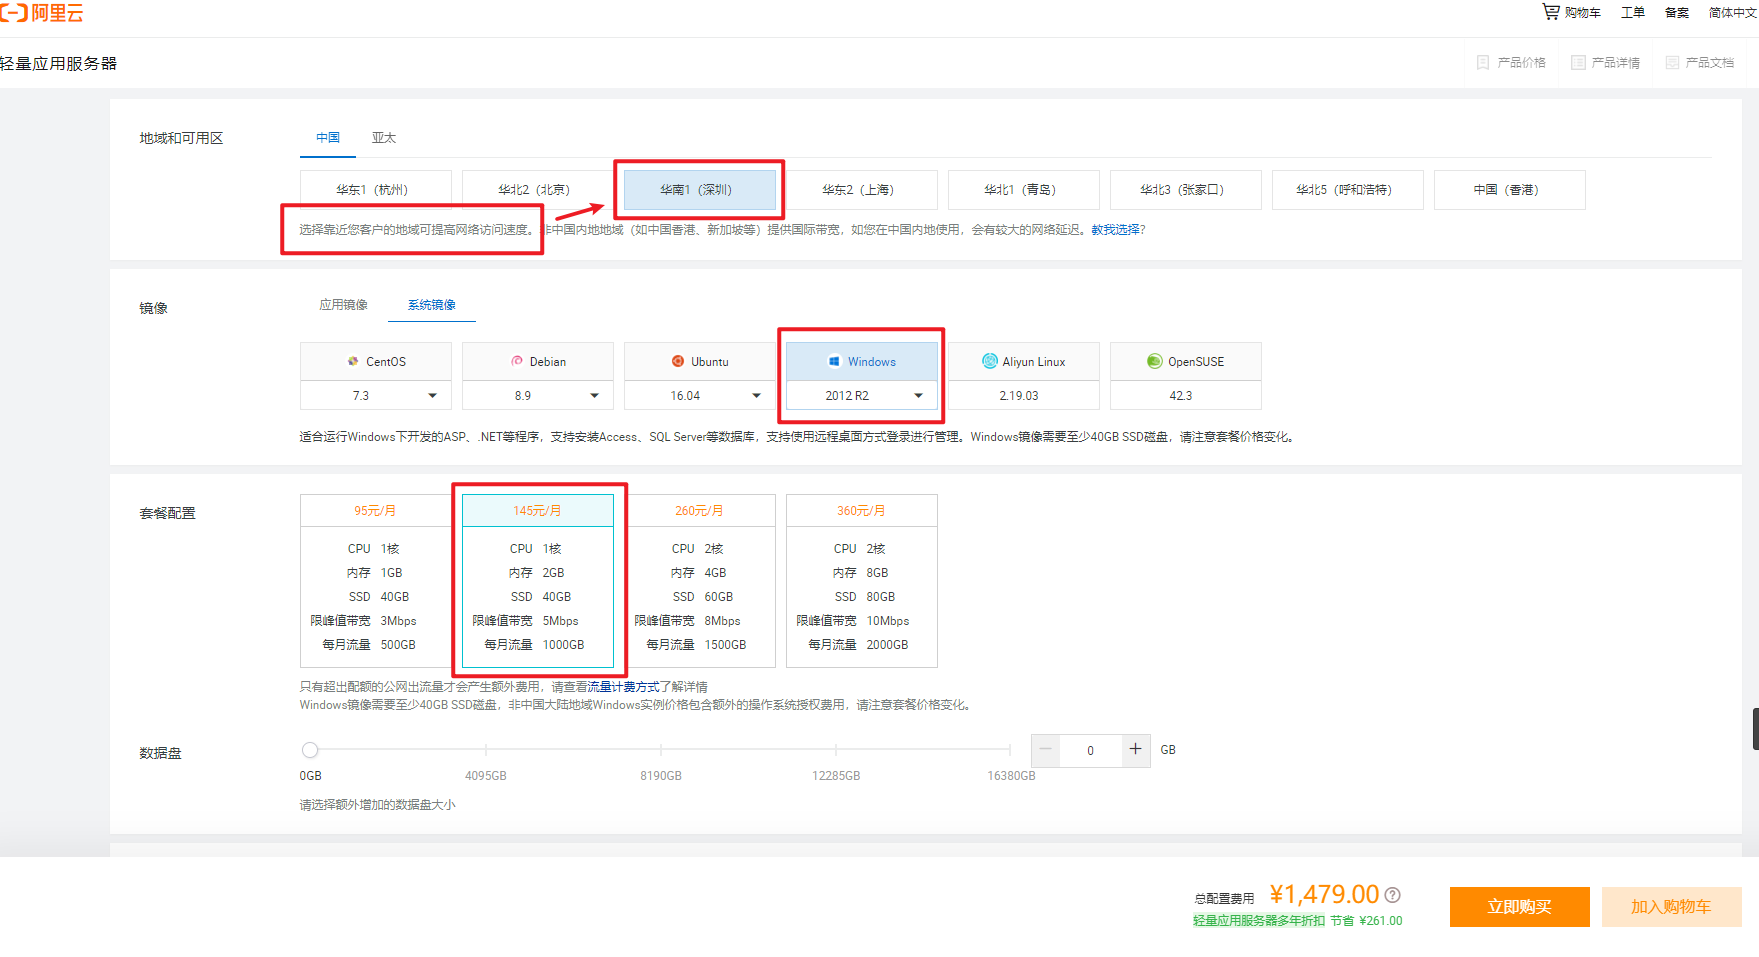 阿里云
购物车 工单 备案 简体中文
轻量应用服务器
产品价格 产品详情 产品文档
地域和可用区
中国 亚太
华东1（杭州） 华北2（北京） 华南1（深圳） 华东2（上海） 华北1（青岛） 华北3（张家口） 华北5（呼和浩特） 中国（香港）
选择靠近您客户的地域可提高网络访问速度。非中国内地地域（如中国香港、新加坡等）提供国际带宽，如您在中国内地使用，会有较大的网络延迟。教我选择?
镜像
应用镜像 系统镜像
CentOS Debian Ubuntu Windows Aliyun Linux OpenSUSE
7.3 8.9 16.04 2012 R2 2.19.03 42.3
适合运行Windows下开发的ASP、.NET等程序，支持安装Access、SQL Server等数据库，支持使用远程桌面方式登录进行管理。Windows镜像需要至少40GB SSD磁盘，请注意套餐价格变化。
套餐配置
95元/月 145元/月 260元/月 360元/月
CPU 1核 CPU 1核 CPU 2核 CPU 2核
内存 1GB 内存 2GB 内存 4GB 内存 8GB
SSD 40GB SSD 40GB SSD 60GB SSD 80GB
限峰值带宽 3Mbps 限峰值带宽 5Mbps 限峰值带宽 8Mbps 限峰值带宽 10Mbps
每月流量 500GB 每月流量 1000GB 每月流量 1500GB 每月流量 2000GB
只有超出配额的公网出流量才会产生额外费用，请查看流量计费方式了解详情
Windows镜像需要至少40GB SSD磁盘，非中国大陆地域Windows实例价格包含额外的操作系统授权费用，请注意套餐价格变化。
数据盘
0 GB
0GB 4095GB 8190GB 12285GB 16380GB
请选择额外增加的数据盘大小
总配置费用 ¥1,479.00
轻量应用服务器多年折扣 节省 ¥261.00
立即购买 加入购物车